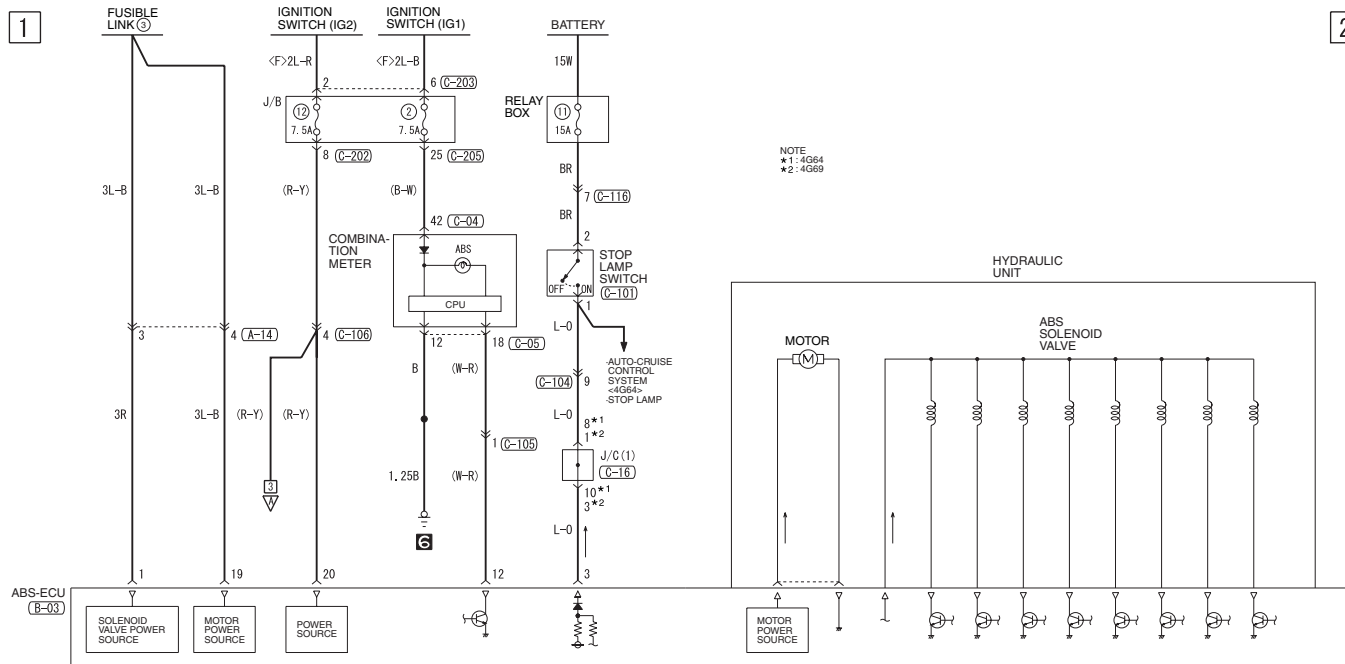 1
2
FUSIBLE
LINK ③
IGNITION
SWITCH (IG2)
IGNITION
SWITCH (IG1)
BATTERY
<F>2L-R
<F>2L-B
15W
2
6 (C-203)
J/B
12
7.5A
2
7.5A
RELAY
BOX
11
15A
8 (C-202)
25 (C-205)
NOTE
*1 : 4G64
*2 : 4G69
BR
7 (C-116)
3L-B
3L-B
(R-Y)
(B-W)
BR
42 (C-04)
2
COMBINA-
TION
METER
ABS
CPU
OFF
ON
STOP
LAMP
SWITCH
(C-101)
1
HYDRAULIC
UNIT
ABS
SOLENOID
VALVE
MOTOR
M
3
4 (A-14)
4 (C-106)
12
18 (C-05)
L-O
-AUTO-CRUISE
CONTROL
SYSTEM
<4G64>
-STOP LAMP
B
(W-R)
(C-104) 9
3R
3L-B
(R-Y)
(R-Y)
L-O
8*1
1*2
1 (C-105)
J/C(1)
(C-16)
1.25B
(W-R)
10*1
3*2
3
A
L-O
6
1
19
20
12
3
ABS-ECU
(B-03)
SOLENOID
VALVE POWER
SOURCE
MOTOR
POWER
SOURCE
POWER
SOURCE
MOTOR
POWER
SOURCE